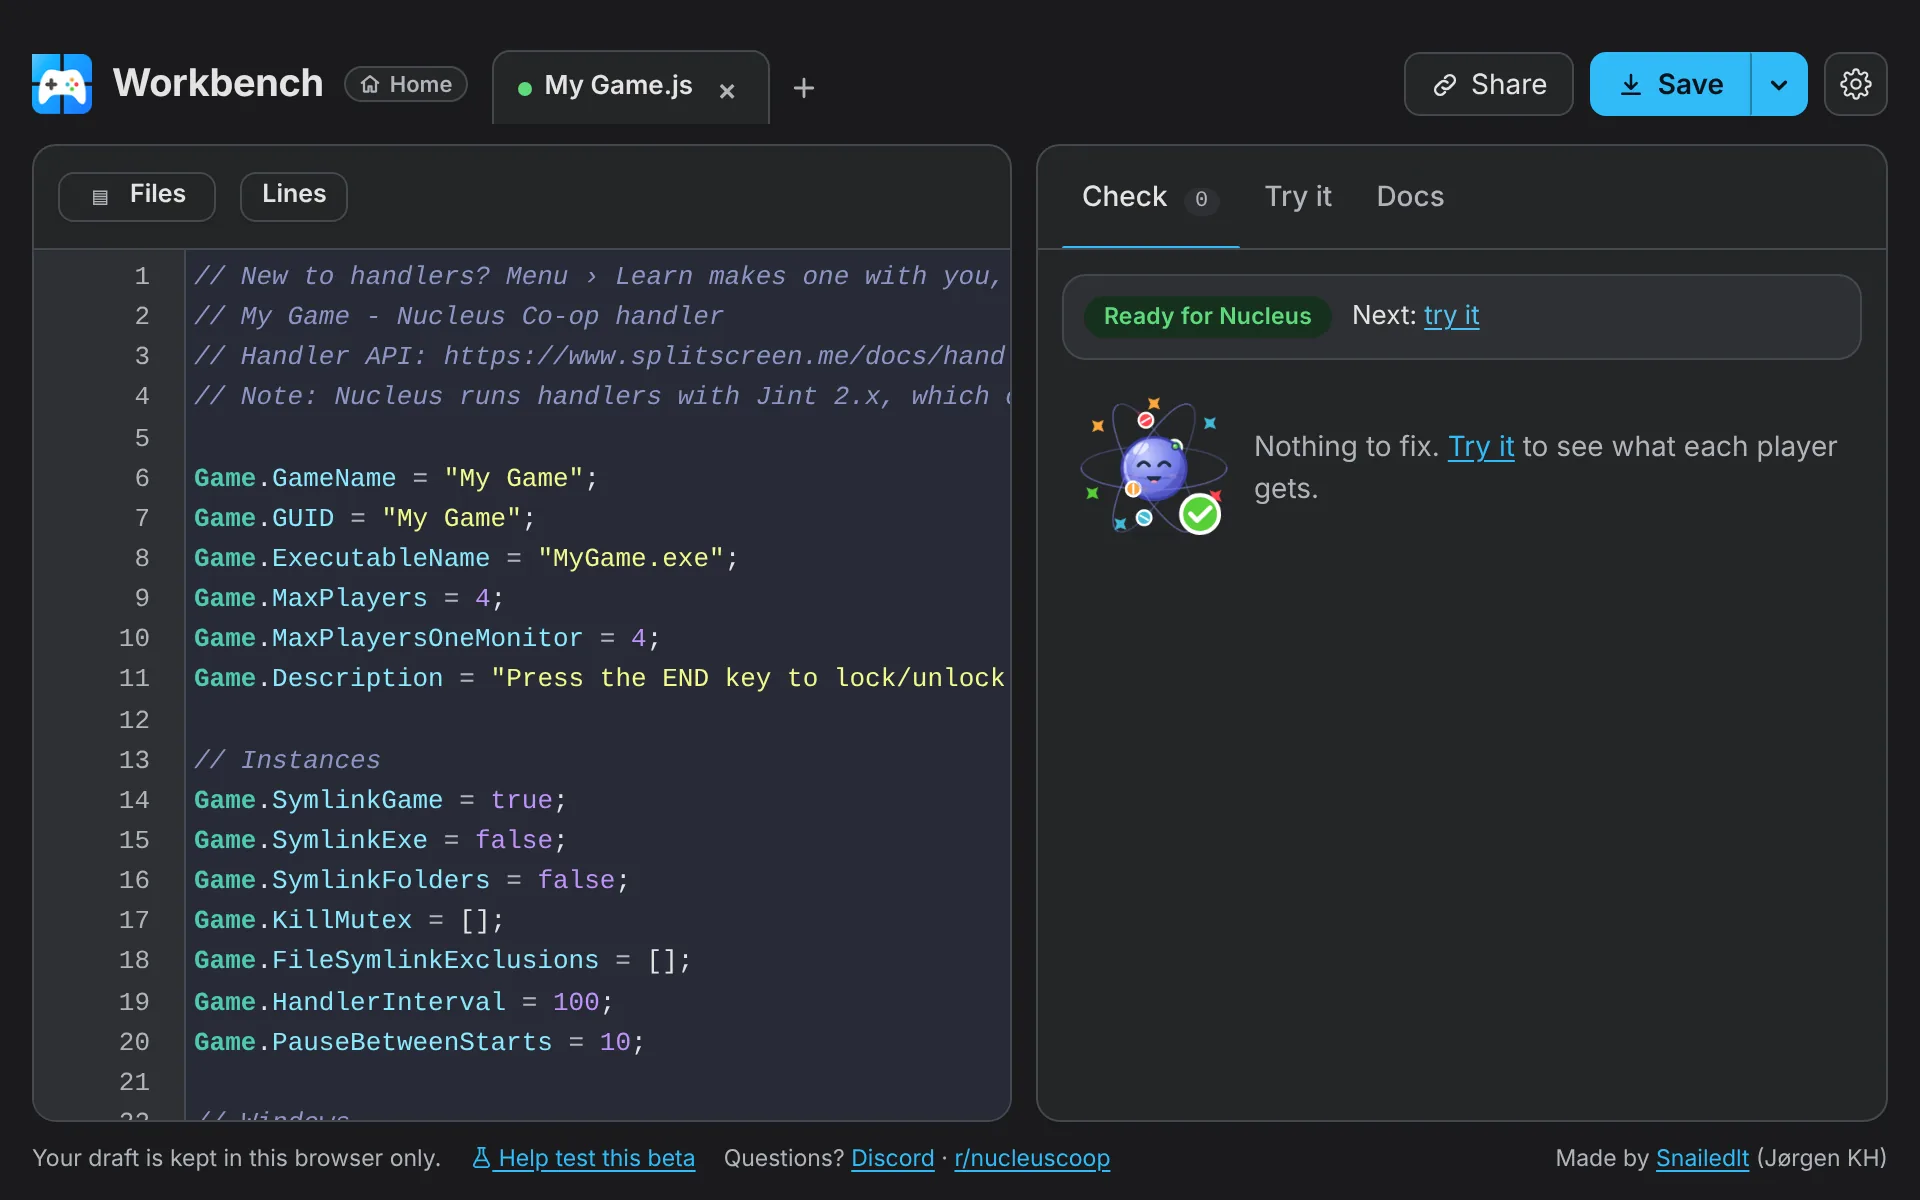 Workbench
Home
My Game.js
Share
Save
Files
Lines
1 // New to handlers? Menu › Learn makes one with you,
2 // My Game - Nucleus Co-op handler
3 // Handler API: https://www.splitscreen.me/docs/hand
4 // Note: Nucleus runs handlers with Jint 2.x, which
5
6 Game.GameName = "My Game";
7 Game.GUID = "My Game";
8 Game.ExecutableName = "MyGame.exe";
9 Game.MaxPlayers = 4;
10 Game.MaxPlayersOneMonitor = 4;
11 Game.Description = "Press the END key to lock/unlock
12
13 // Instances
14 Game.SymlinkGame = true;
15 Game.SymlinkExe = false;
16 Game.SymlinkFolders = false;
17 Game.KillMutex = [];
18 Game.FileSymlinkExclusions = [];
19 Game.HandlerInterval = 100;
20 Game.PauseBetweenStarts = 10;
21
22 // Windows
Check 0
Try it
Docs
Ready for Nucleus Next: try it
Nothing to fix. Try it to see what each player
gets.
Your draft is kept in this browser only. Help test this beta Questions? Discord · r/nucleuscoop
Made by SnailedIt (Jørgen KH)